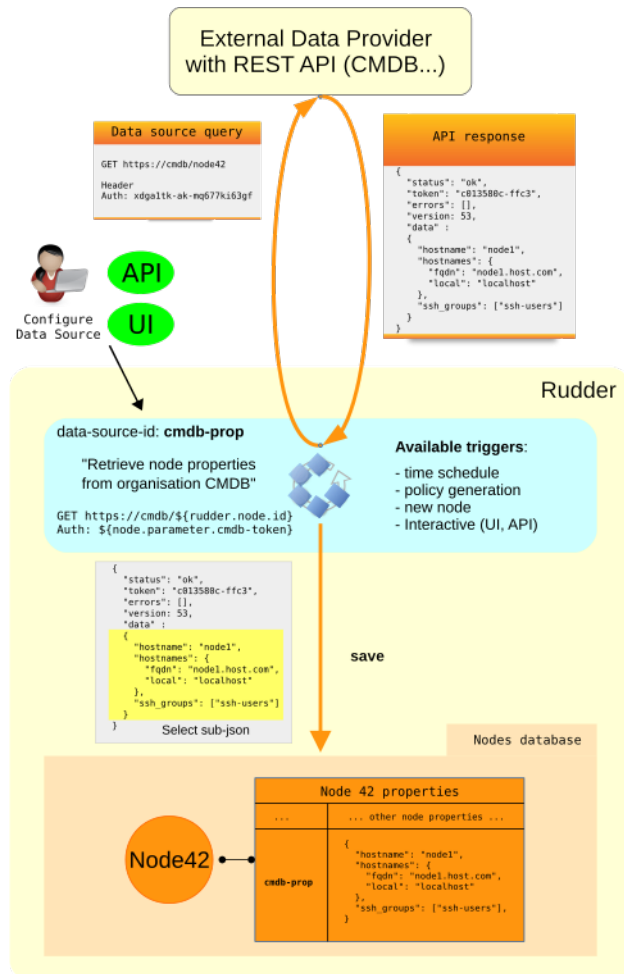 External Data Provider
with REST API (CMDB...)
Data source query
GET https://cmdb/node42
Header
Auth: xdga1tk-ak-mq677ki63gf
API response
{
"status": "ok",
"token": "c013580c-ffc3",
"errors": [],
"version: 53,
"data" :
{
"hostname": "node1",
"hostnames": {
"fqdn": "node1.host.com",
"local": "localhost"
},
"ssh_groups": ["ssh-users"]
}
}
API
UI
Configure
Data Source
Rudder
data-source-id: cmdb-prop
"Retrieve node properties
from organisation CMDB"
GET https://cmdb/${rudder.node.id}
Auth: ${node.parameter.cmdb-token}
Available triggers:
- time schedule
- policy generation
- new node
- Interactive (UI, API)
{
"status": "ok",
"token": "c013580c-ffc3",
"errors": [],
"version: 53,
"data" :
{
"hostname": "node1",
"hostnames": {
"fqdn": "node1.host.com",
"local": "localhost"
},
"ssh_groups": ["ssh-users"]
}
}
Select sub-json
save
Nodes database
Node42
Node 42 properties
... ... other node properties ...
cmdb-prop
{
"hostname": "node1",
"hostnames": {
"fqdn": "node1.host.com",
"local": "localhost"
},
"ssh_groups": ["ssh-users"],
}